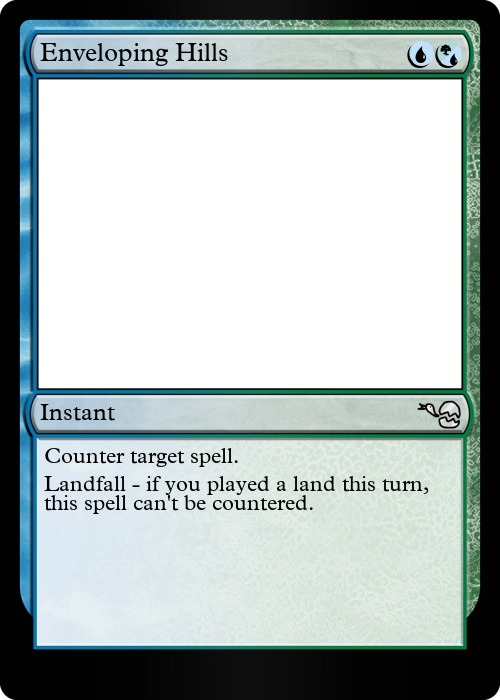 Enveloping Hills
Instant
Counter target spell.
Landfall - if you played a land this turn,
this spell can't be countered.